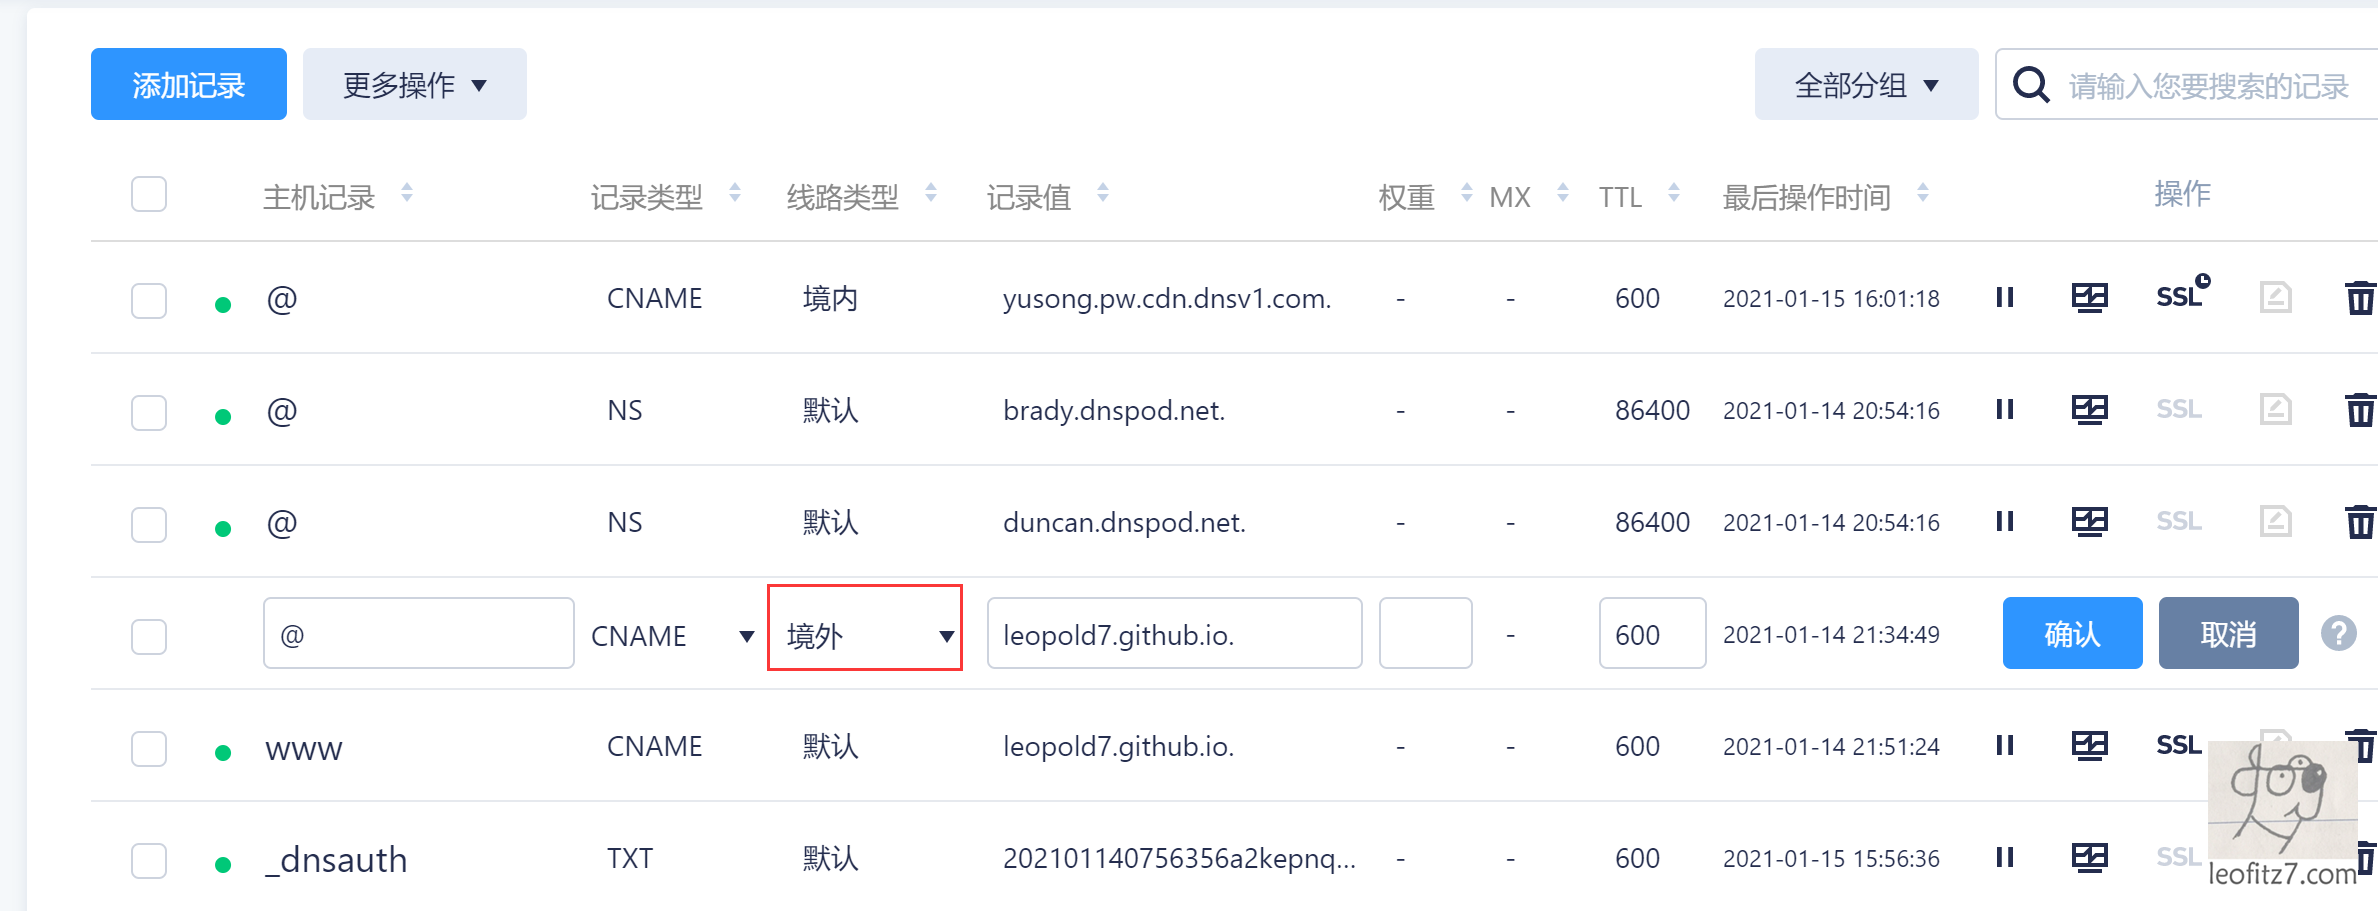 添加记录 更多操作 全部分组 请输入您要搜索的记录
主机记录 记录类型 线路类型 记录值 权重 MX TTL 最后操作时间 操作
@ CNAME 境内 yusong.pw.cdn.dnsv1.com. - - 600 2021-01-15 16:01:18 SSL
@ NS 默认 brady.dnspod.net. - - 86400 2021-01-14 20:54:16 SSL
@ NS 默认 duncan.dnspod.net. - - 86400 2021-01-14 20:54:16 SSL
@ CNAME 境外 leopold7.github.io. - 600 2021-01-14 21:34:49 确认 取消 ?
www CNAME 默认 leopold7.github.io. - - 600 2021-01-14 21:51:24 SSL
_dnsauth TXT 默认 202101140756356a2kepnq... - - 600 2021-01-15 15:56:36 SSL
dog
leofitz7.com